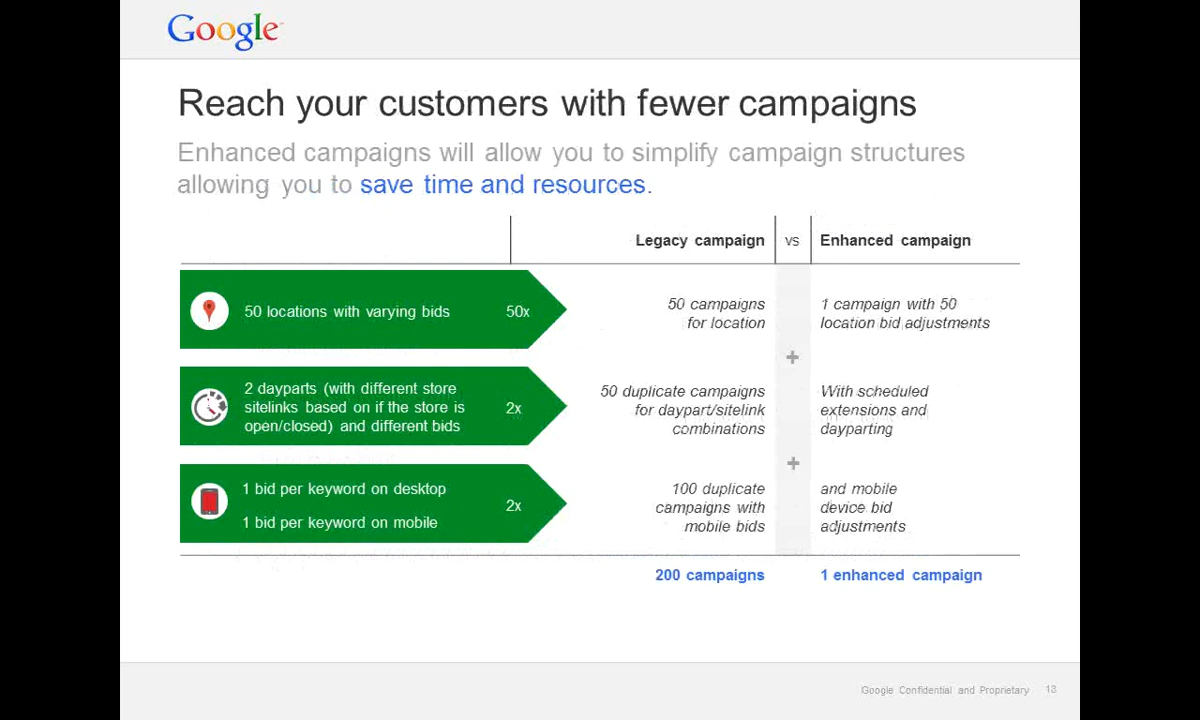 Google
Reach your customers with fewer campaigns
Enhanced campaigns will allow you to simplify campaign structures
allowing you to save time and resources.
Legacy campaign vs Enhanced campaign
50 locations with varying bids 50x
50 campaigns
for location
1 campaign with 50
location bid adjustments
+
2 dayparts (with different store
sitelinks based on if the store is
open/closed) and different bids
2x
50 duplicate campaigns
for daypart/sitelink
combinations
With scheduled
extensions and
dayparting
+
1 bid per keyword on desktop
1 bid per keyword on mobile
2x
100 duplicate
campaigns with
mobile bids
and mobile
device bid
adjustments
200 campaigns 1 enhanced campaign
Google Confidential and Proprietary 13